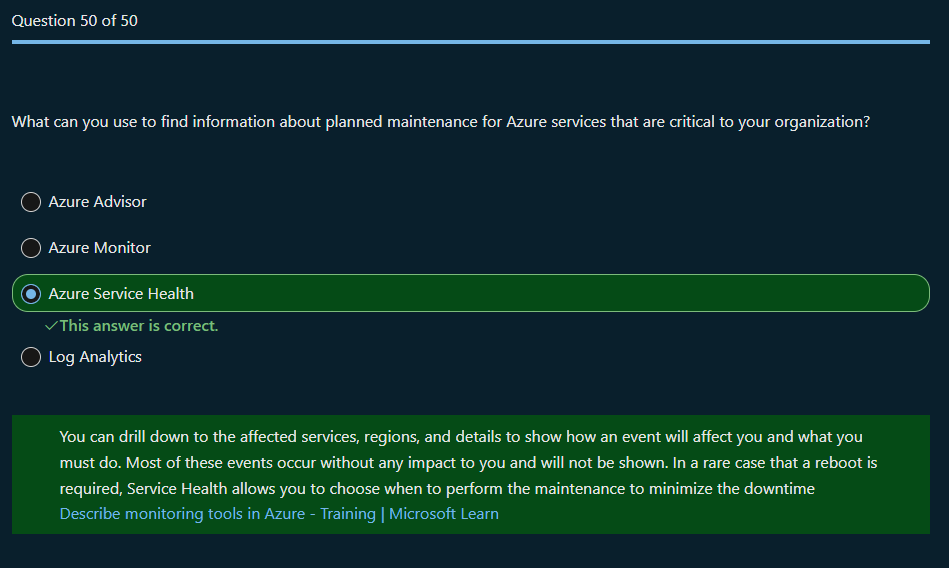 Question 50 of 50
What can you use to find information about planned maintenance for Azure services that are critical to your organization?
Azure Advisor
Azure Monitor
Azure Service Health
✓This answer is correct.
Log Analytics
You can drill down to the affected services, regions, and details to show how an event will affect you and what you
must do. Most of these events occur without any impact to you and will not be shown. In a rare case that a reboot is
required, Service Health allows you to choose when to perform the maintenance to minimize the downtime
Describe monitoring tools in Azure - Training | Microsoft Learn